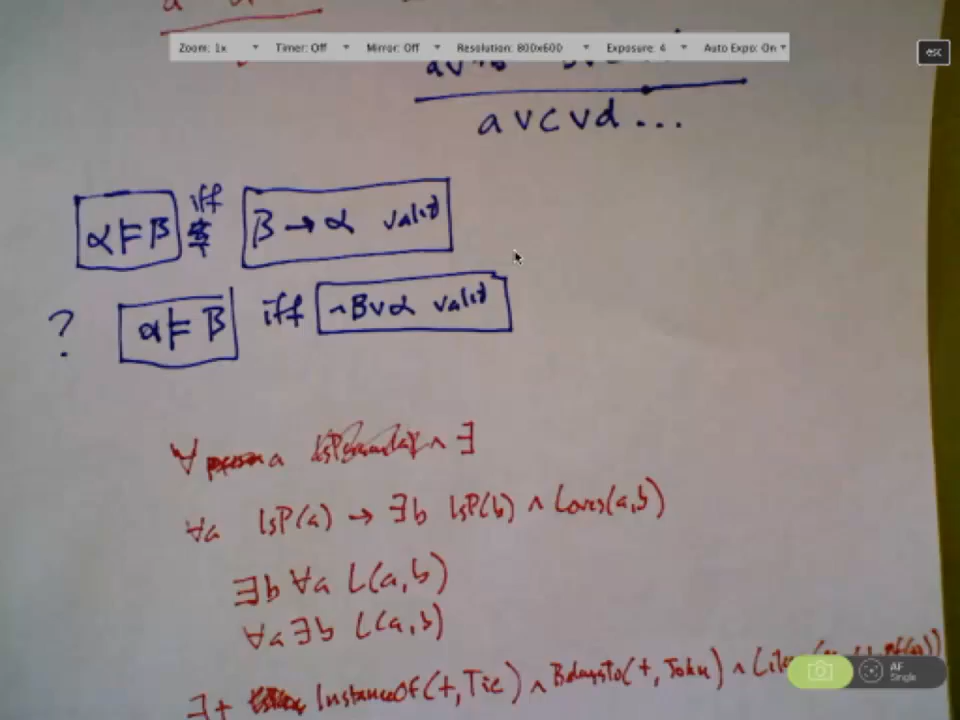 Zoom: 1x Timer: Off Mirror: Off Resolution: 800x600 Exposure: 4 Auto Expo: On
esc
a ∨ c ∨ d ...
α ⊨ β iff β → α valid
? α ⊨ β iff ¬β ∨ α valid
∀ a ∧ ∃
∀a IsP(a) → ∃b IsP(b) ∧ Loves(a,b)
∃b ∀a L(a,b)
∀a ∃b L(a,b)
∃t InstanceOf(t, Tie) ∧ BelongsTo(t, John) ∧
AF
Single